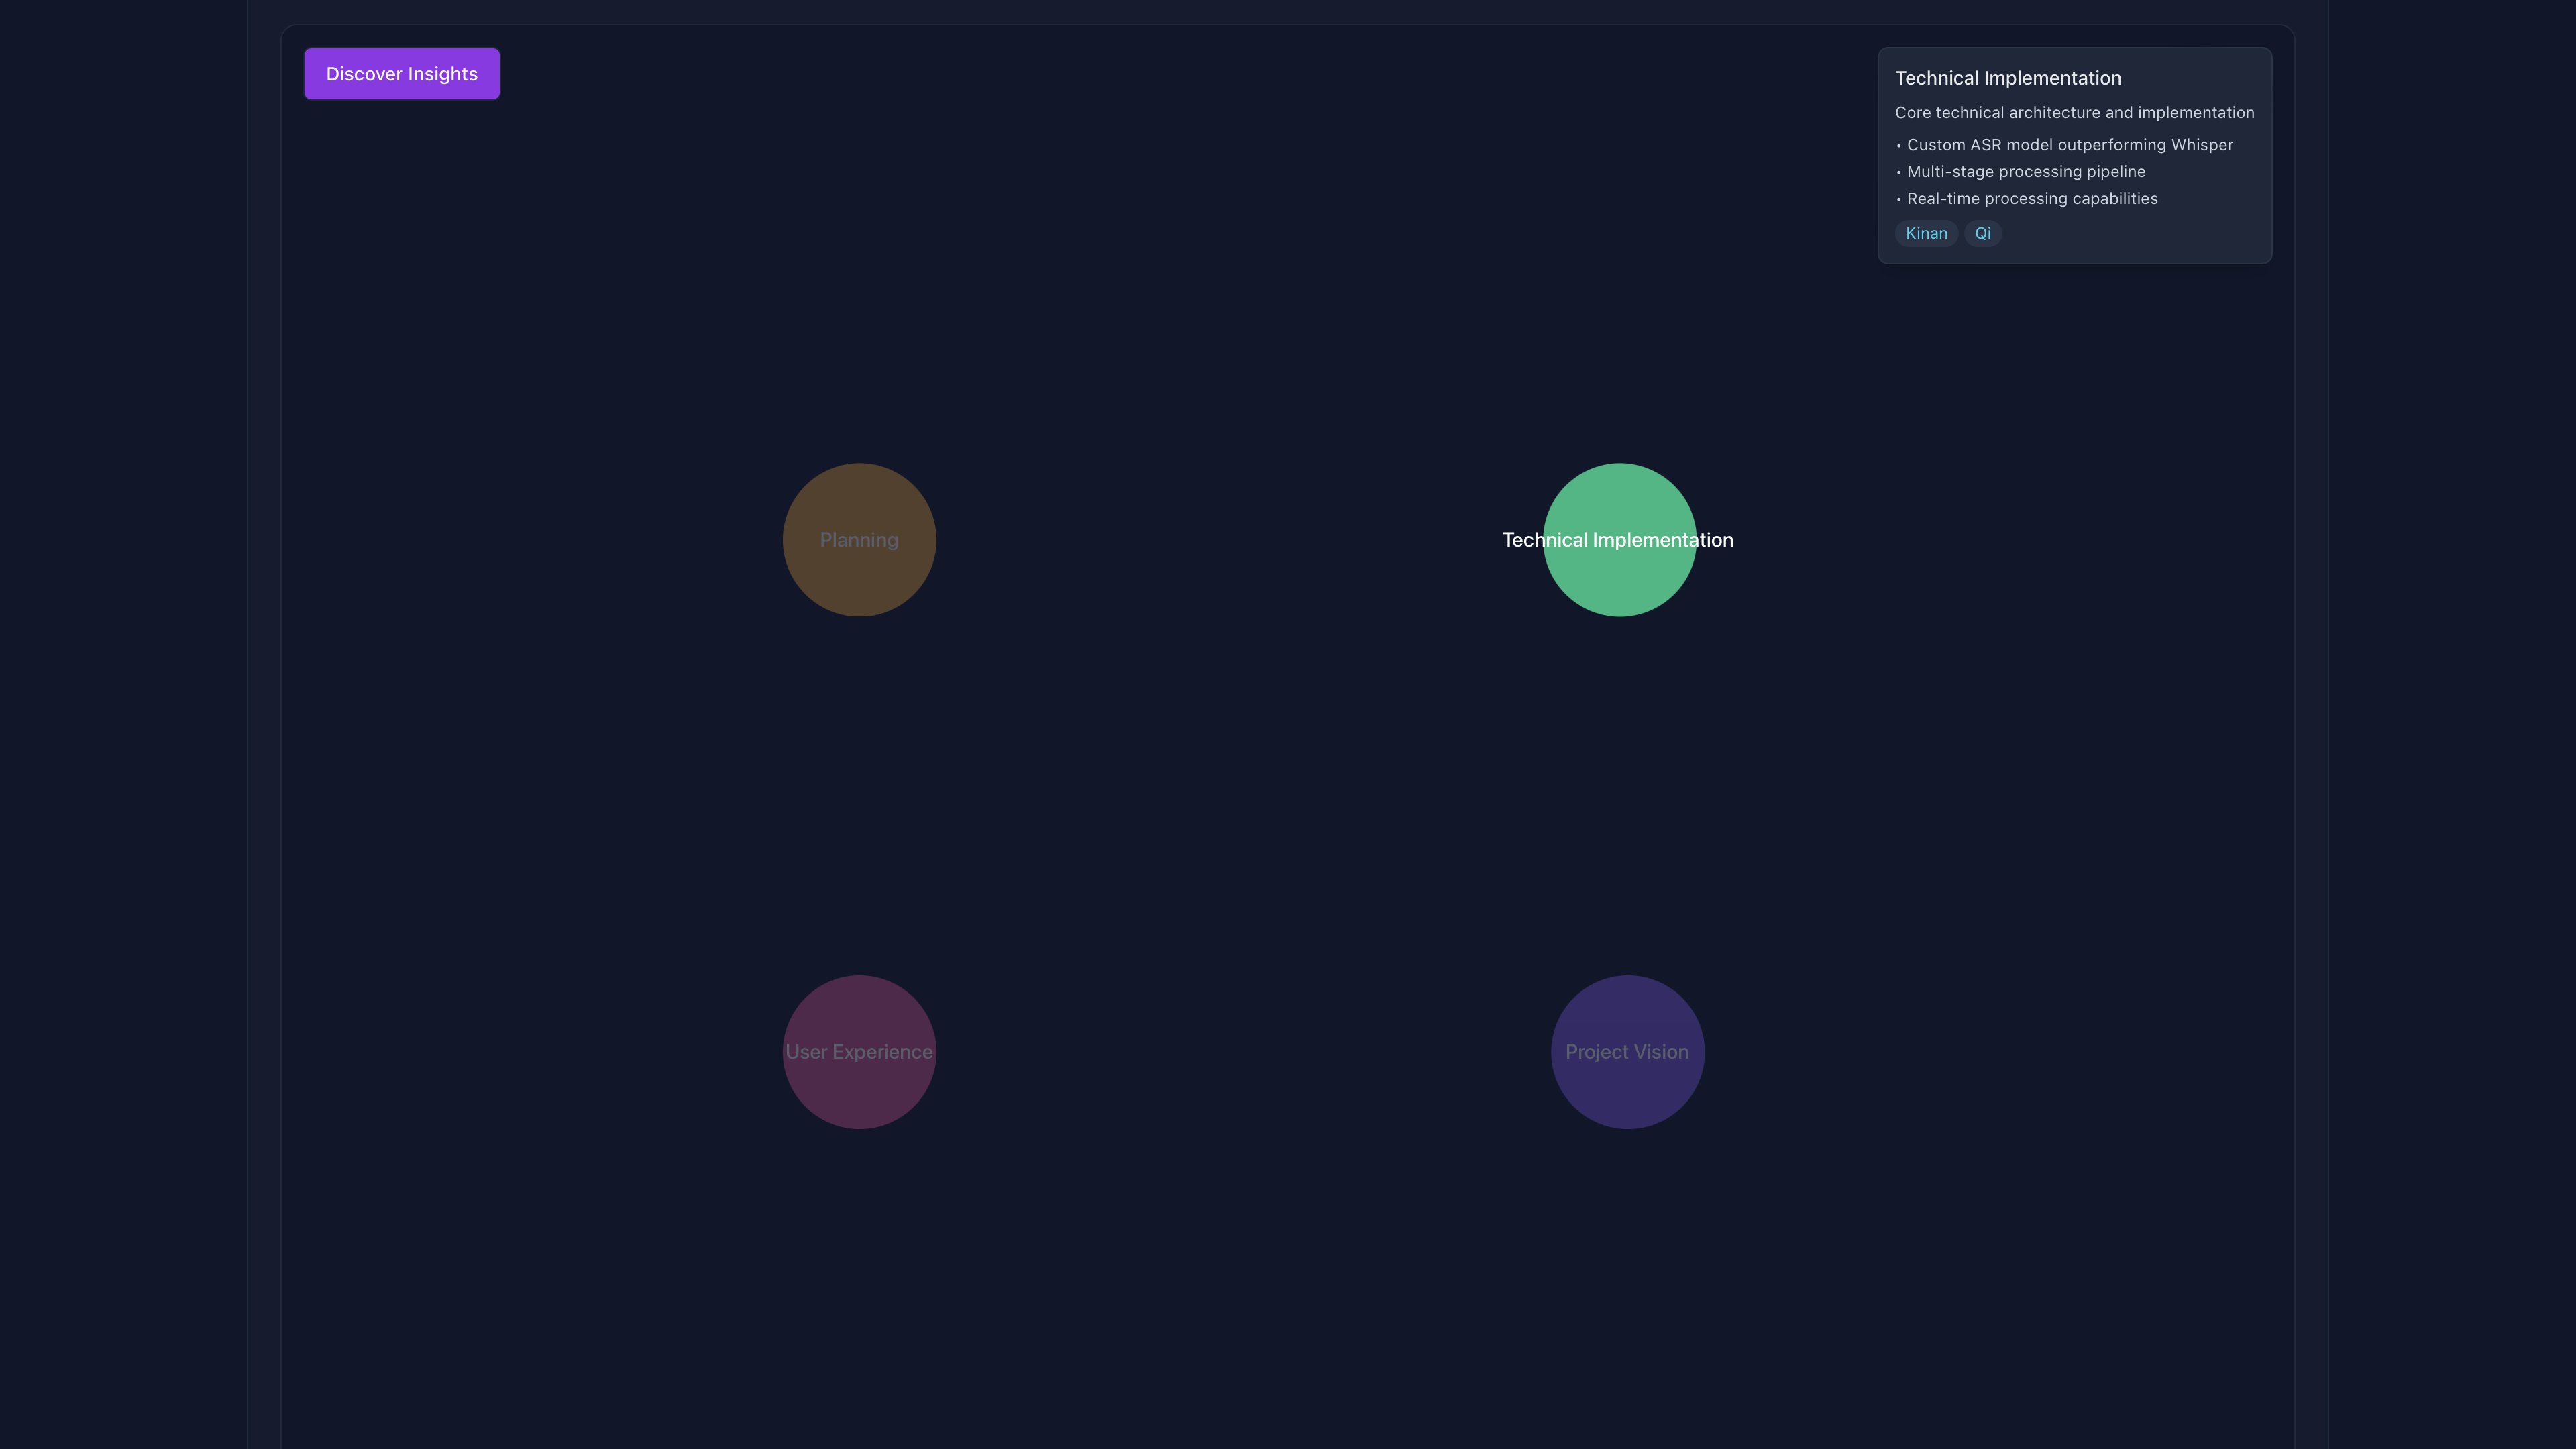 Discover Insights
Technical Implementation
Core technical architecture and implementation
• Custom ASR model outperforming Whisper
• Multi-stage processing pipeline
• Real-time processing capabilities
Kinan Qi
Planning
Technical Implementation
User Experience
Project Vision